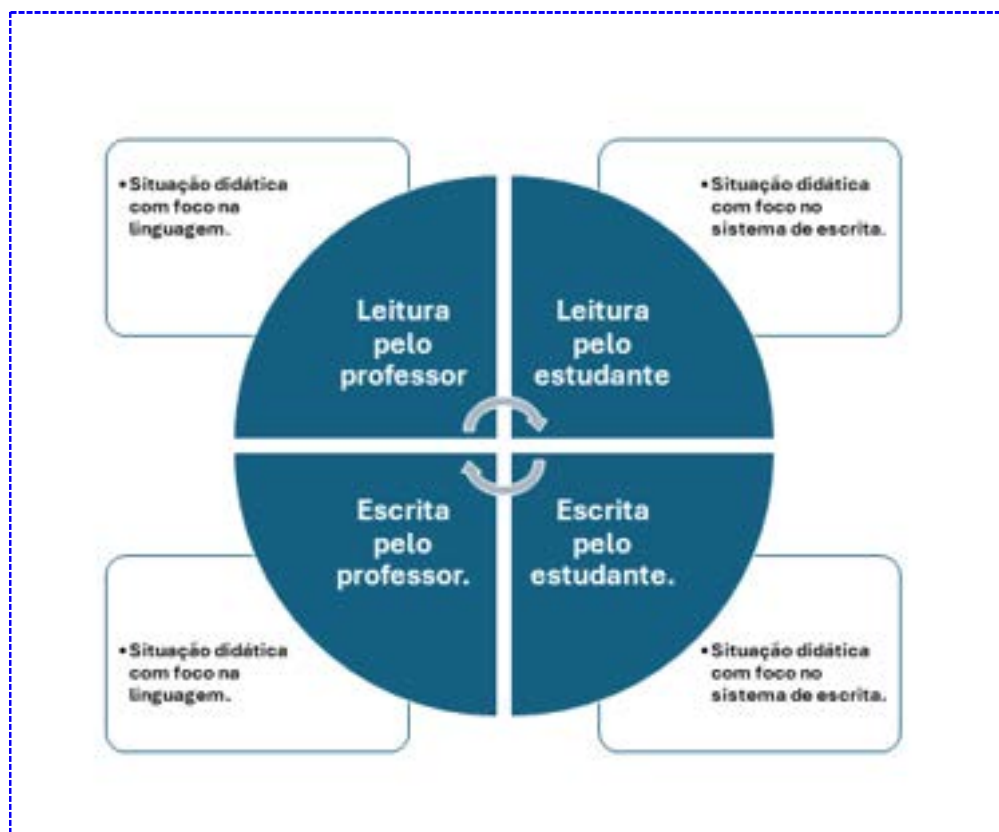 • Situação didática
com foco na
linguagem.
• Situação didática
com foco no
sistema de escrita.
Leitura
pelo
professor
Leitura
pelo
estudante
Escrita
pelo
professor.
Escrita
pelo
estudante.
• Situação didática
com foco na
linguagem.
• Situação didática
com foco no
sistema de escrita.